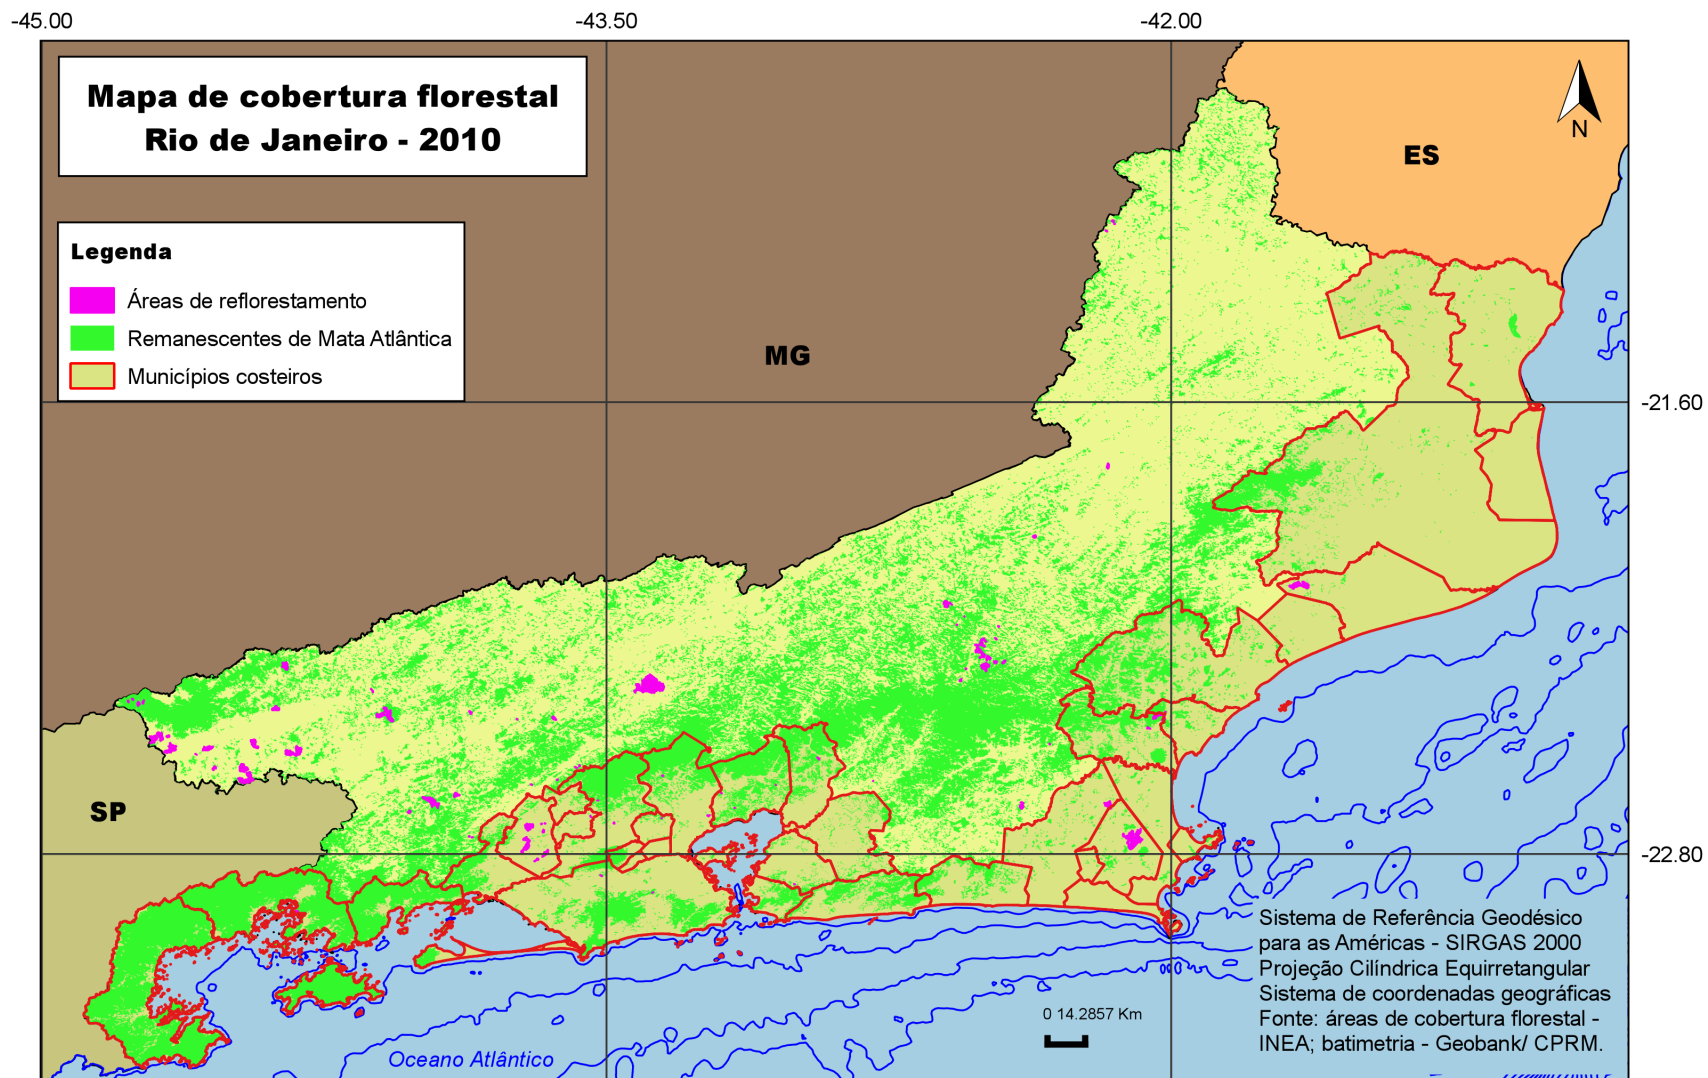 -45.00
-43.50
-42.00
Mapa de cobertura florestal
Rio de Janeiro - 2010
N
ES
Legenda
Áreas de reflorestamento
Remanescentes de Mata Atlântica
Municípios costeiros
MG
-21.60
SP
-22.80
Sistema de Referência Geodésico
para as Américas - SIRGAS 2000
Projeção Cilíndrica Equirretangular
Sistema de coordenadas geográficas
Fonte: áreas de cobertura florestal -
INEA; batimetria - Geobank/ CPRM.
0 14.2857 Km
Oceano Atlântico